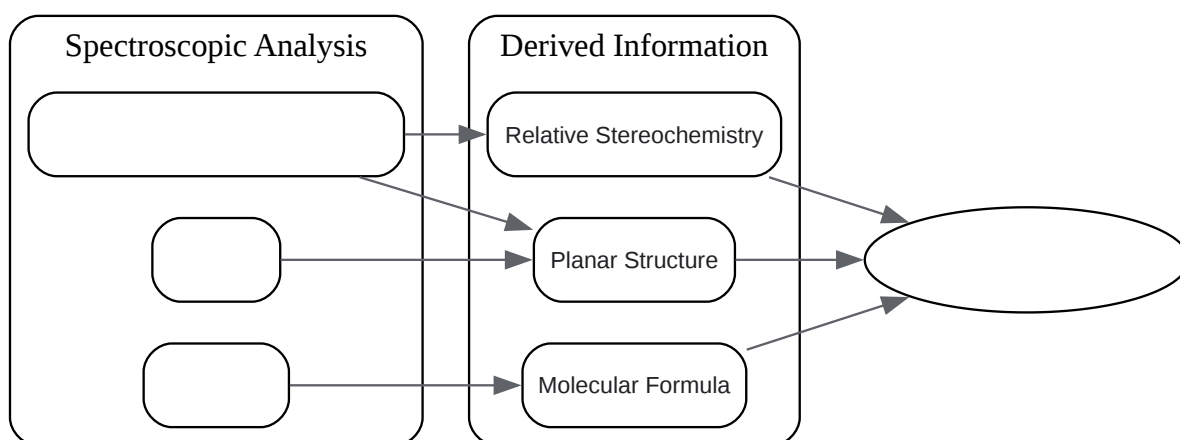 Spectroscopic Analysis
Derived Information
Relative Stereochemistry
Planar Structure
Molecular Formula